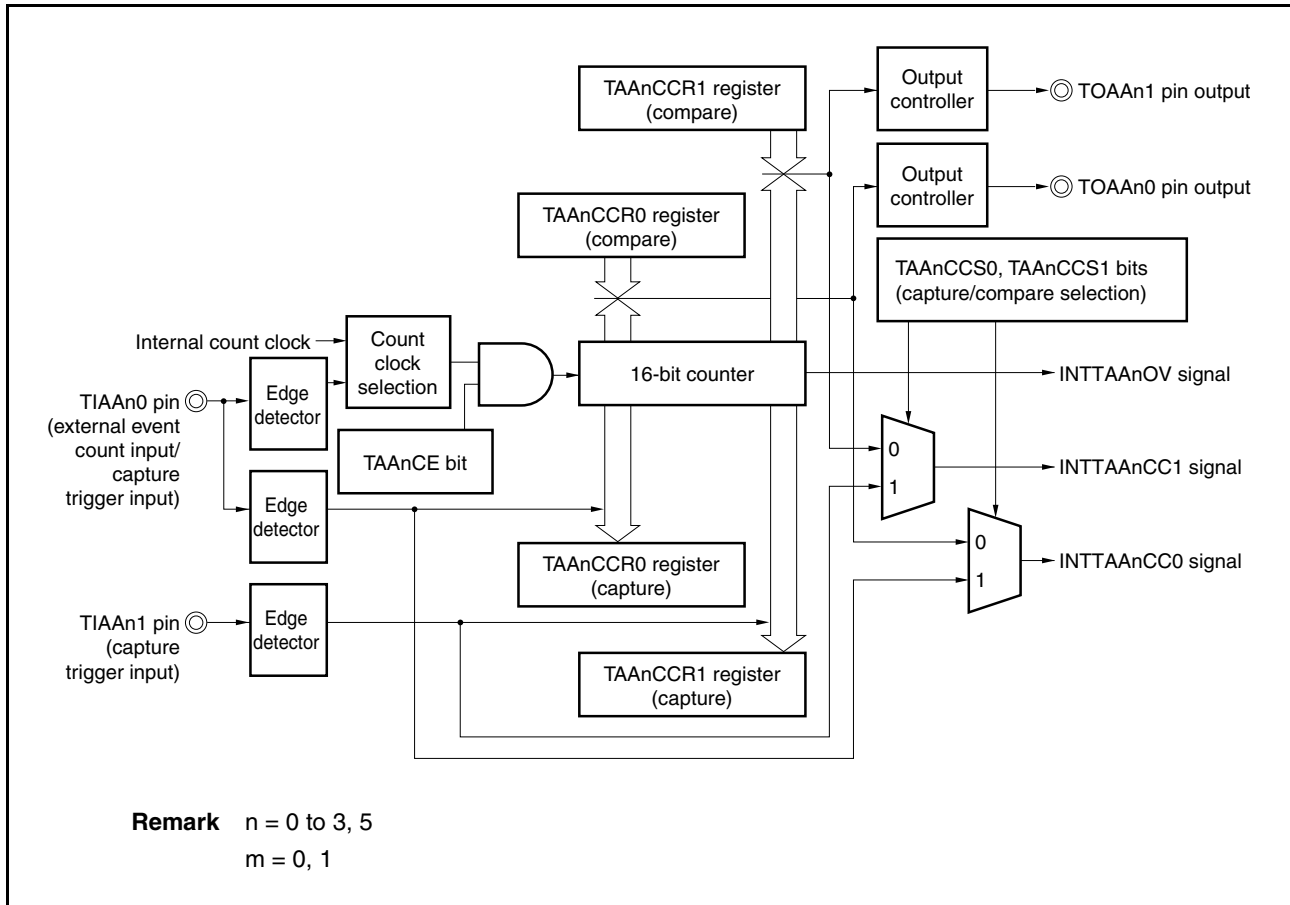 TAAnCCR1 register
(compare)
Output
controller
TOAAn1 pin output
Output
controller
TOAAn0 pin output
TAAnCCR0 register
(compare)
TAAnCCS0, TAAnCCS1 bits
(capture/compare selection)
Internal count clock
Count
clock
selection
16-bit counter
INTTAAnOV signal
TIAAn0 pin
(external event
count input/
capture
trigger input)
Edge
detector
TAAnCE bit
0
1
INTTAAnCC1 signal
Edge
detector
0
1
INTTAAnCC0 signal
TAAnCCR0 register
(capture)
TIAAn1 pin
(capture
trigger input)
Edge
detector
TAAnCCR1 register
(capture)
Remark n = 0 to 3, 5
m = 0, 1